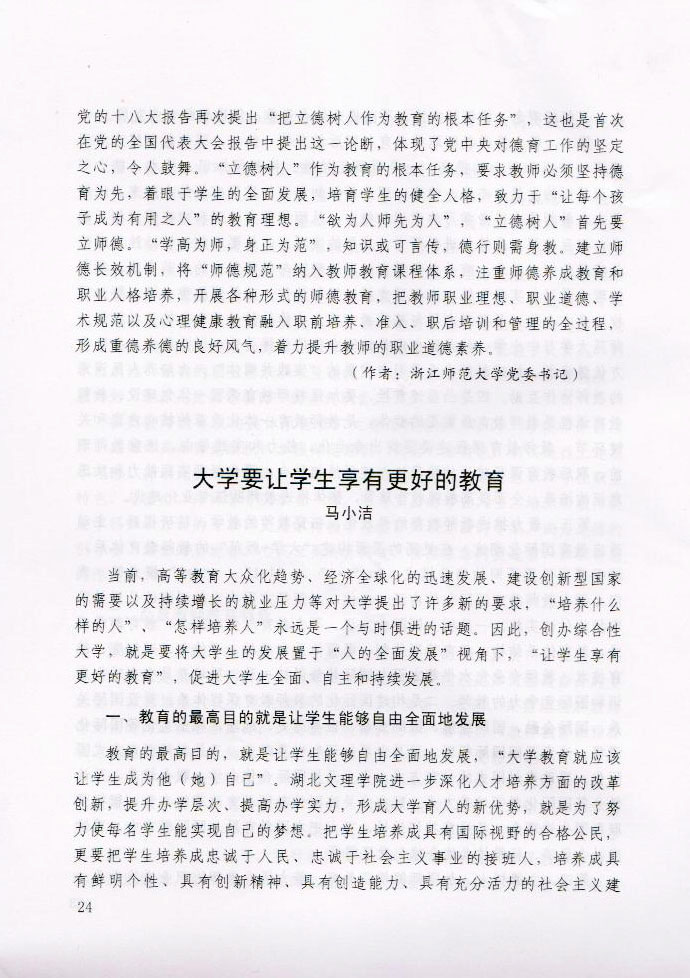 党的十八大报告再次提出“把立德树人作为教育的根本任务”，这也是首次
在党的全国代表大会报告中提出这一论断，体现了党中央对德育工作的坚定
之心，令人鼓舞。“立德树人”作为教育的根本任务，要求教师必须坚持德
育为先，着眼于学生的全面发展，培育学生的健全人格，致力于“让每个孩
子成为有用之人”的教育理想。“欲为人师先为人”，“立德树人”首先要
立师德。“学高为师，身正为范”，知识或可言传，德行则需身教。建立师
德长效机制，将“师德规范”纳入教师教育课程体系，注重师德养成教育和
职业人格培养，开展各种形式的师德教育，把教师职业理想、职业道德、学
术规范以及心理健康教育融入职前培养、准入、职后培训和管理的全过程，
形成重德养德的良好风气，着力提升教师的职业道德素养。
（作者：浙江师范大学党委书记）
大学要让学生享有更好的教育
马小洁
当前，高等教育大众化趋势、经济全球化的迅速发展、建设创新型国家
的需要以及持续增长的就业压力等对大学提出了许多新的要求，“培养什么
样的人”、“怎样培养人”永远是一个与时俱进的话题。因此，创办综合性
大学，就是要将大学生的发展置于“人的全面发展”视角下，“让学生享有
更好的教育”，促进大学生全面、自主和持续发展。
一、教育的最高目的就是让学生能够自由全面地发展
教育的最高目的，就是让学生能够自由全面地发展，“大学教育就应该
让学生成为他（她）自己”。湖北文理学院进一步深化人才培养方面的改革
创新，提升办学层次、提高办学实力，形成大学育人的新优势，就是为了努
力使每名学生能实现自己的梦想。把学生培养成具有国际视野的合格公民，
更要把学生培养成忠诚于人民、忠诚于社会主义事业的接班人，培养成具
有鲜明个性、具有创新精神、具有创造能力、具有充分活力的社会主义建
24